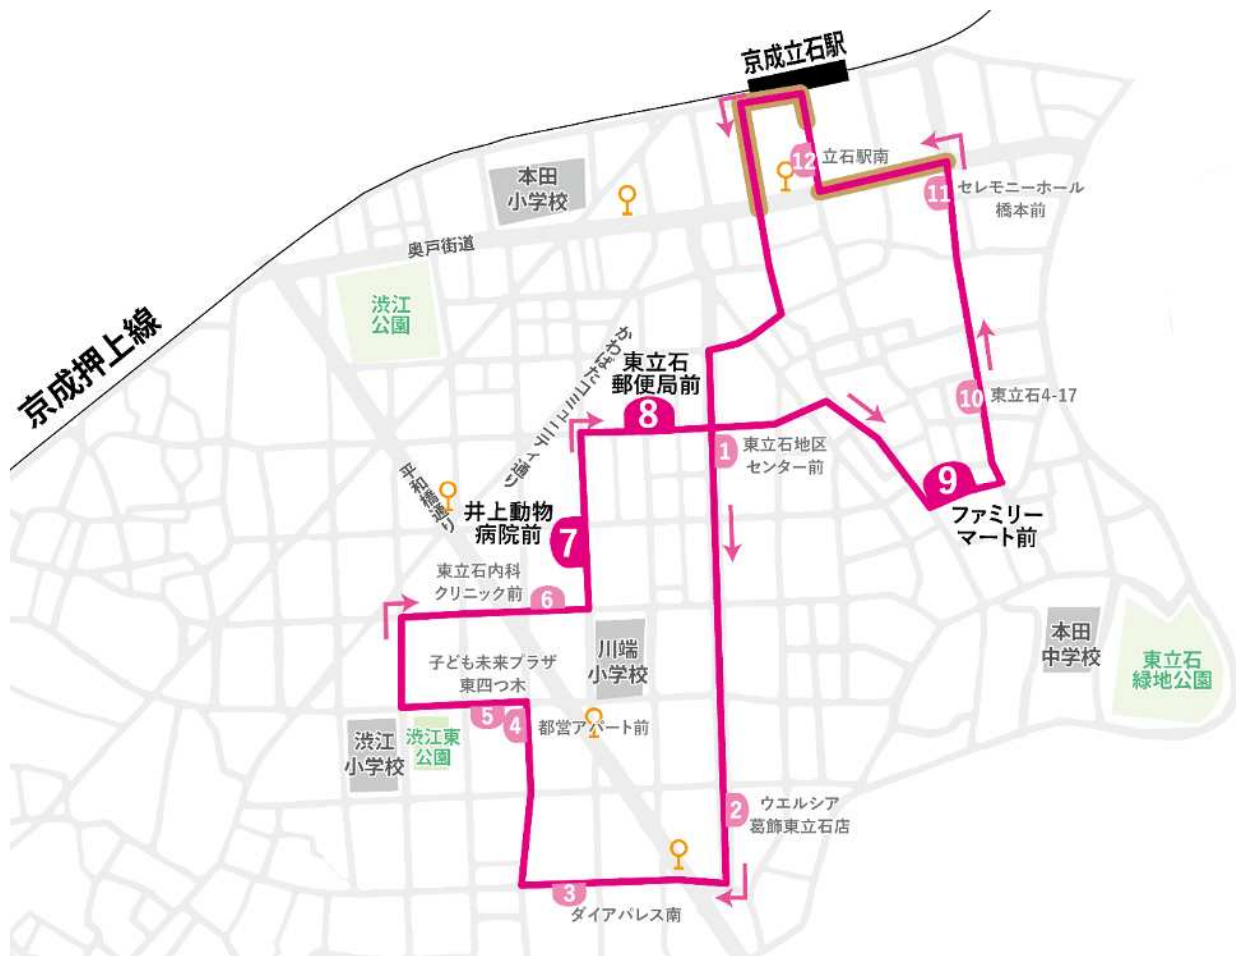 京成立石駅
12
立石駅南
11
セレモニーホール
橋本前
本田
小学校
奥戸街道
渋江
公園
京成押上線
かわばたコミュニティ通り
東立石
郵便局前
8
10
東立石4-17
1
東立石地区
センター前
平和橋通り
9
ファミリー
マート前
井上動物
病院前
7
東立石内科
クリニック前
6
川端
小学校
本田
中学校
東立石
緑地公園
子ども未来プラザ
東四つ木
5
4
都営アパート前
渋江
小学校
渋江東
公園
2
ウエルシア
葛飾東立石店
3
ダイアパレス南